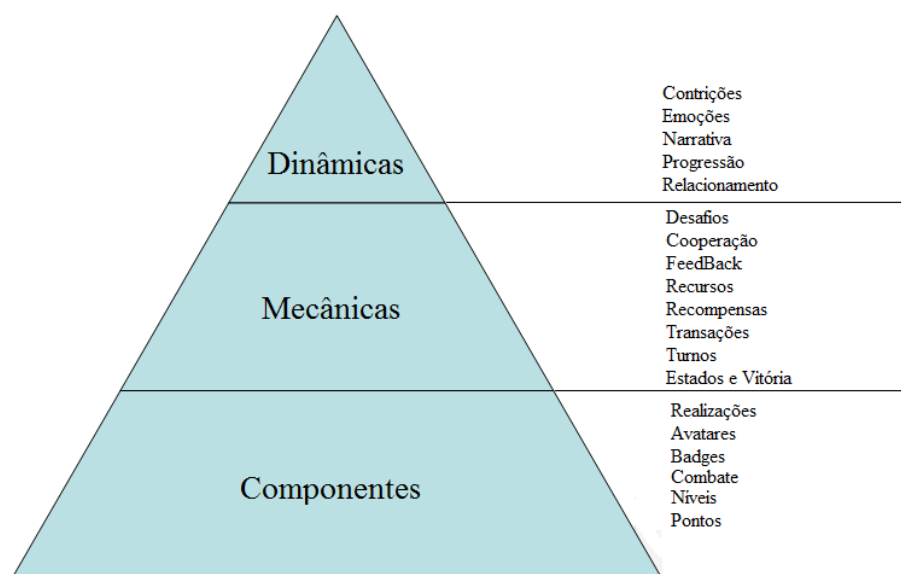 Dinâmicas
Contrições
Emoções
Narrativa
Progressão
Relacionamento
Mecânicas
Desafios
Cooperação
FeedBack
Recursos
Recompensas
Transações
Turnos
Estados e Vitória
Componentes
Realizações
Avatares
Badges
Combate
Níveis
Pontos